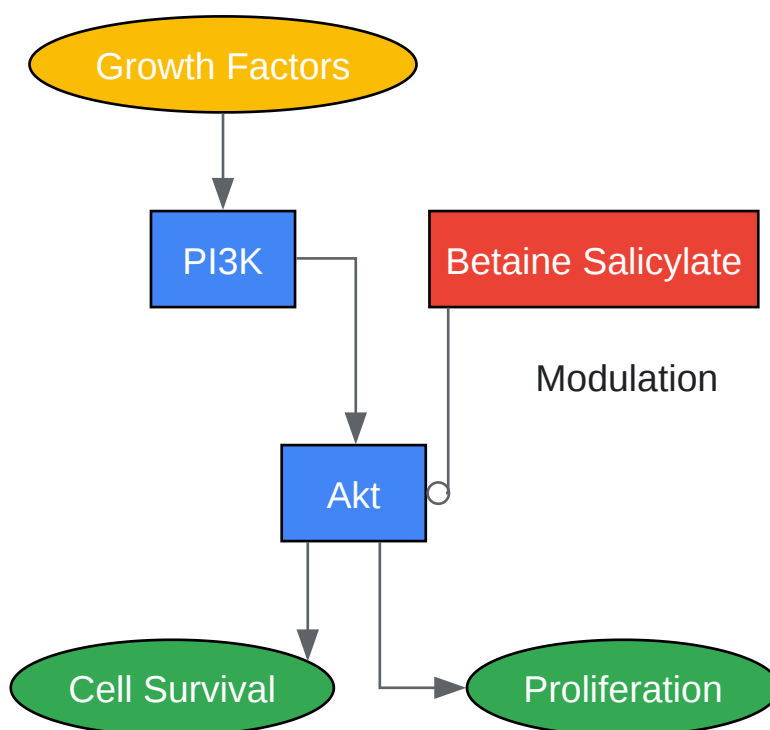 Growth Factors
PI3K
Betaine Salicylate
Modulation
Akt
Cell Survival
Proliferation